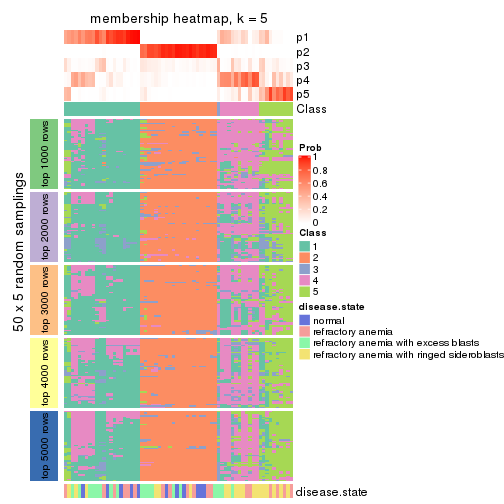 membership heatmap, k = 5
p1
p2
p3
p4
p5
Class
50 x 5 random samplings
top 1000 rows
top 2000 rows
top 3000 rows
top 4000 rows
top 5000 rows
disease.state
Prob
1
0.8
0.6
0.4
0.2
0
Class
1
2
3
4
5
disease.state
normal
refractory anemia
refractory anemia with excess blasts
refractory anemia with ringed sideroblasts